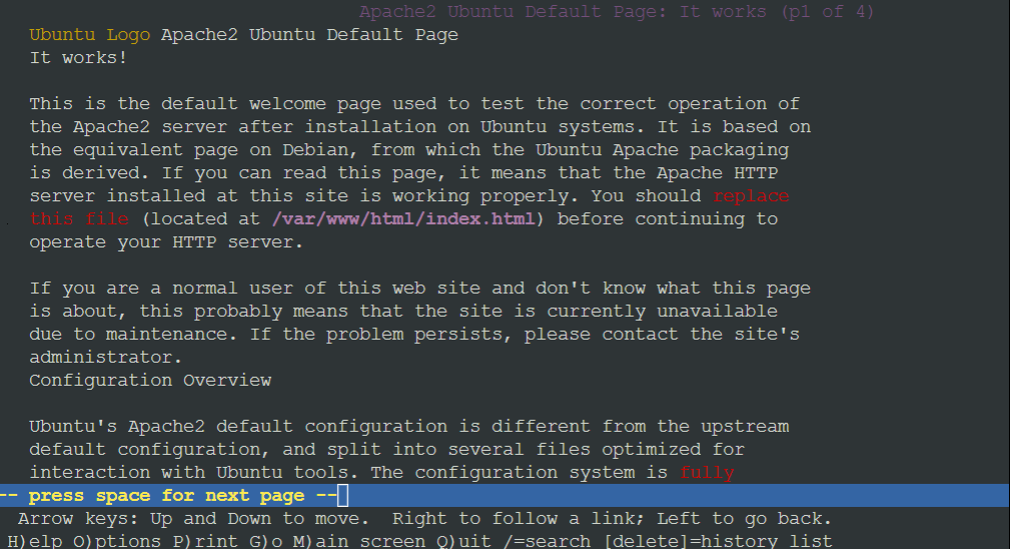 Apache2 Ubuntu Default Page: It works (p1 of 4)
Ubuntu Logo Apache2 Ubuntu Default Page
It works!
This is the default welcome page used to test the correct operation of
the Apache2 server after installation on Ubuntu systems. It is based on
the equivalent page on Debian, from which the Ubuntu Apache packaging
is derived. If you can read this page, it means that the Apache HTTP
server installed at this site is working properly. You should replace
this file (located at /var/www/html/index.html) before continuing to
operate your HTTP server.
If you are a normal user of this web site and don't know what this page
is about, this probably means that the site is currently unavailable
due to maintenance. If the problem persists, please contact the site's
administrator.
Configuration Overview
Ubuntu's Apache2 default configuration is different from the upstream
default configuration, and split into several files optimized for
interaction with Ubuntu tools. The configuration system is fully
-- press space for next page --
Arrow keys: Up and Down to move.  Right to follow a link; Left to go back.
H)elp O)ptions P)rint G)o M)ain screen Q)uit /=search [delete]=history list